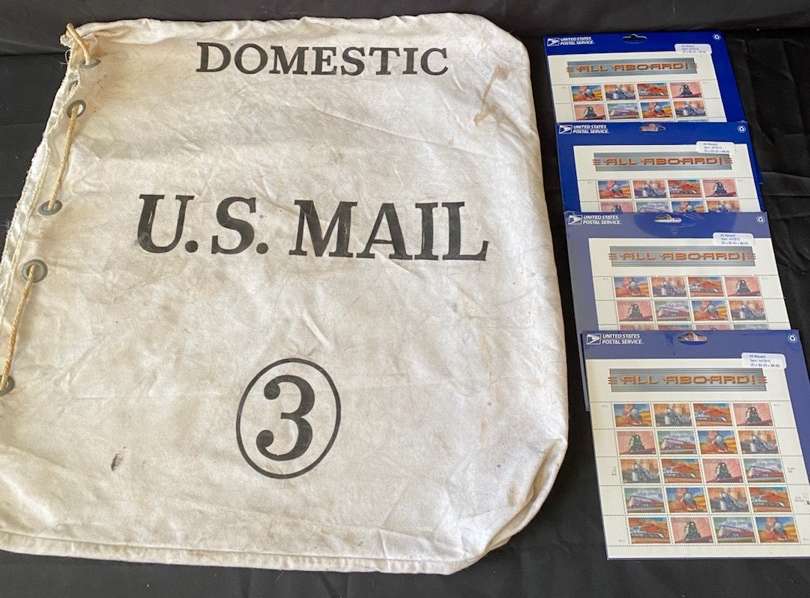 DOMESTIC
U.S. MAIL
3
UNITED STATES
POSTAL SERVICE.
ALL ABOARD!
UNITED STATES
POSTAL SERVICE.
ALL ABOARD!
UNITED STATES
POSTAL SERVICE.
ALL ABOARD!
UNITED STATES
POSTAL SERVICE.
ALL ABOARD!